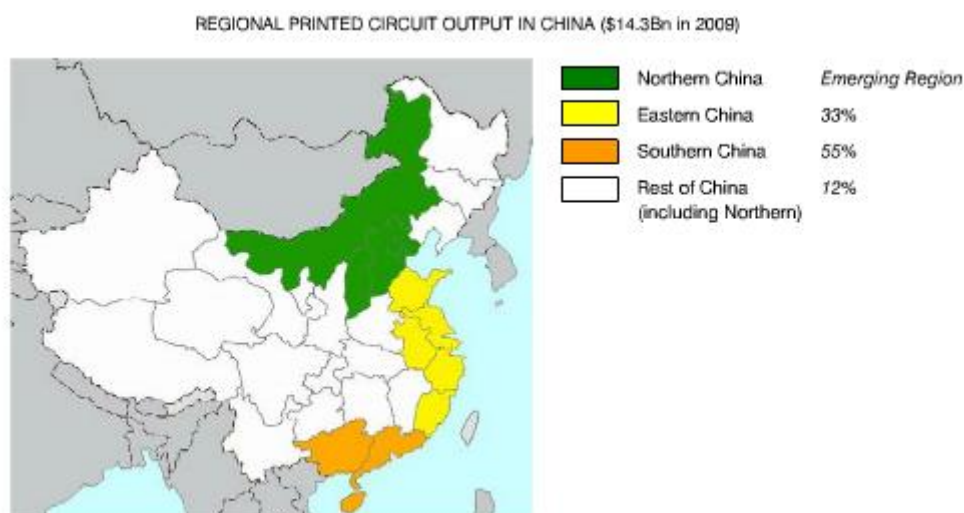 REGIONAL PRINTED CIRCUIT OUTPUT IN CHINA ($14.3Bn in 2009)
Northern China Emerging Region
Eastern China 33%
Southern China 55%
Rest of China 12%
(including Northern)